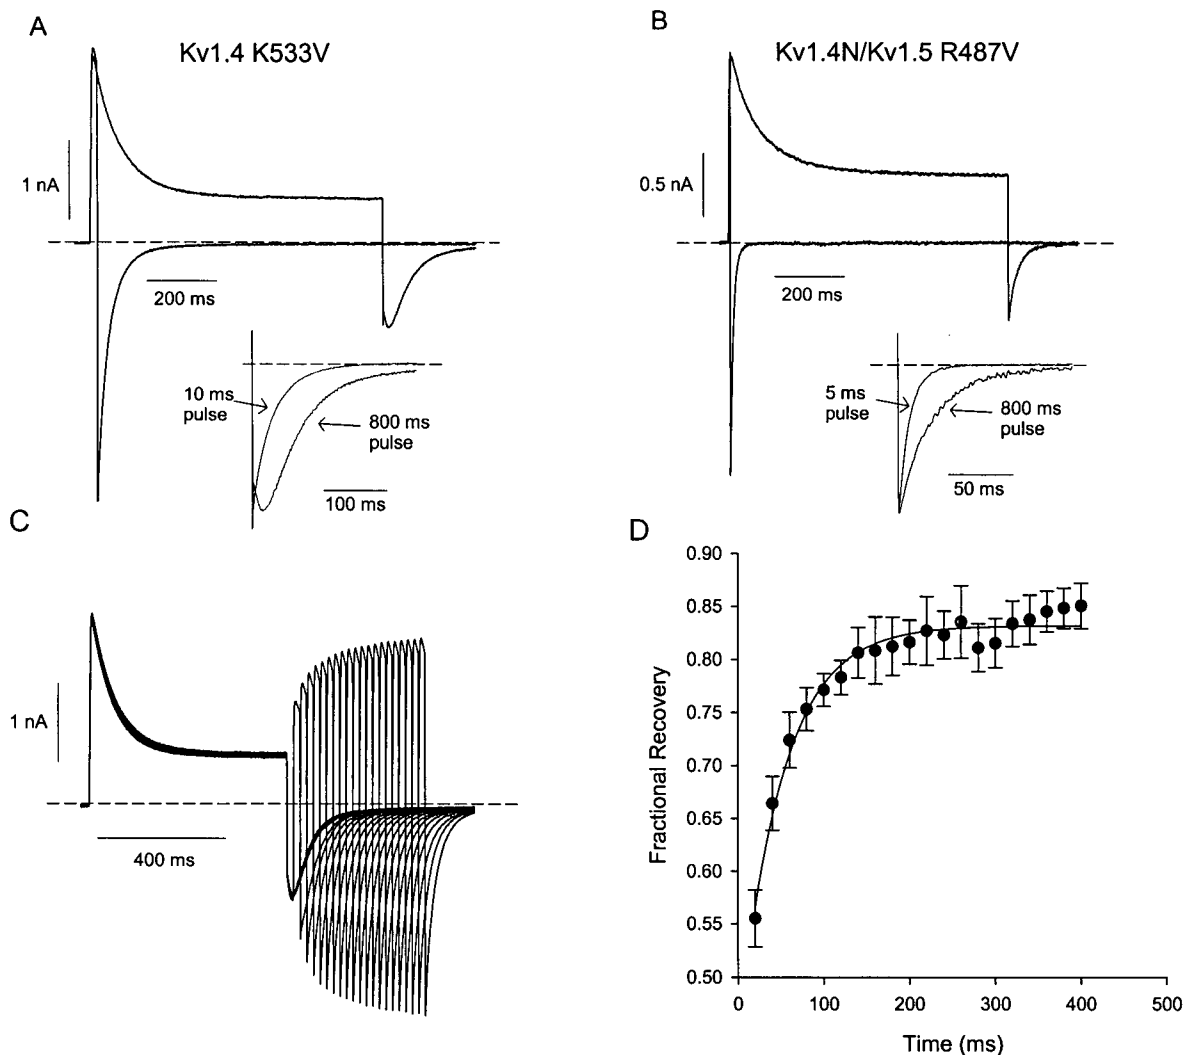 A
Kv1.4 K533V
1 nA
200 ms
10 ms
pulse
800 ms
pulse
100 ms
B
Kv1.4N/Kv1.5 R487V
0.5 nA
200 ms
5 ms
pulse
800 ms
pulse
50 ms
C
1 nA
400 ms
D
0.90
0.85
0.80
0.75
0.70
0.65
0.60
0.55
0.50
Fractional Recovery
0
100
200
300
400
500
Time (ms)